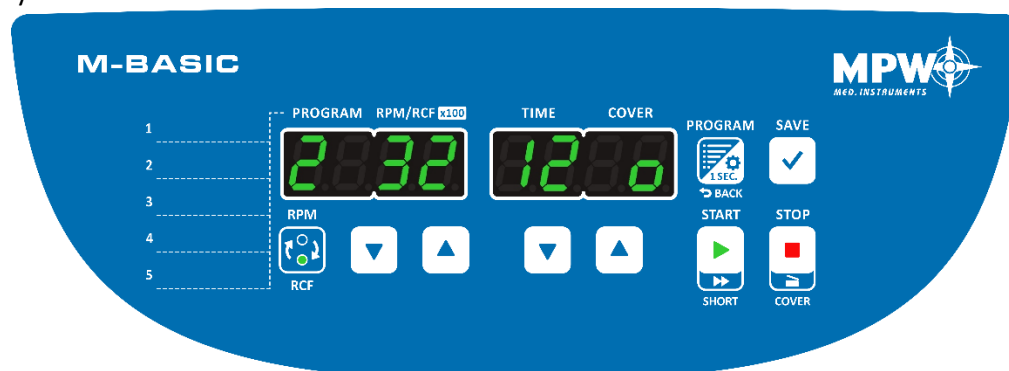 M-BASIC
MPW
MED. INSTRUMENTS
PROGRAM RPM/RCF x100 TIME COVER
PROGRAM SAVE
1
2
3
4
5
2 32 12 o
1 SEC.
BACK
RPM
RCF
START STOP
SHORT COVER